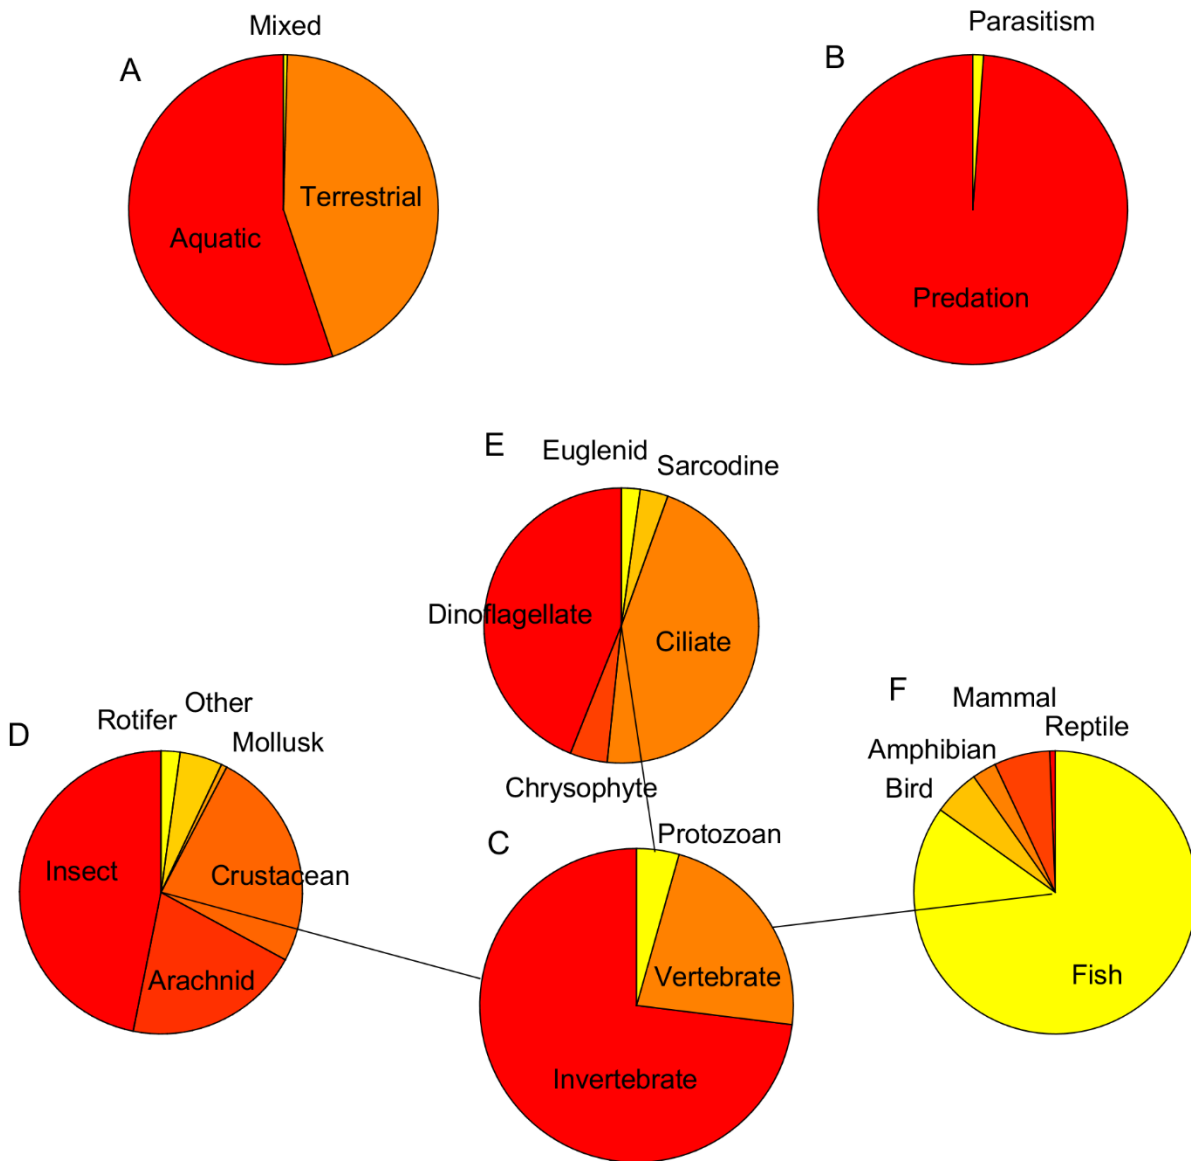 Mixed
Parasitism
A
B
Terrestrial
Aquatic
Predation
E
Euglenid
Sarcodine
Dinoflagellate
Ciliate
Chrysophyte
D
Rotifer
Other
Mollusk
Insect
Crustacean
Arachnid
F
Mammal
Reptile
Amphibian
Bird
Fish
C
Protozoan
Vertebrate
Invertebrate